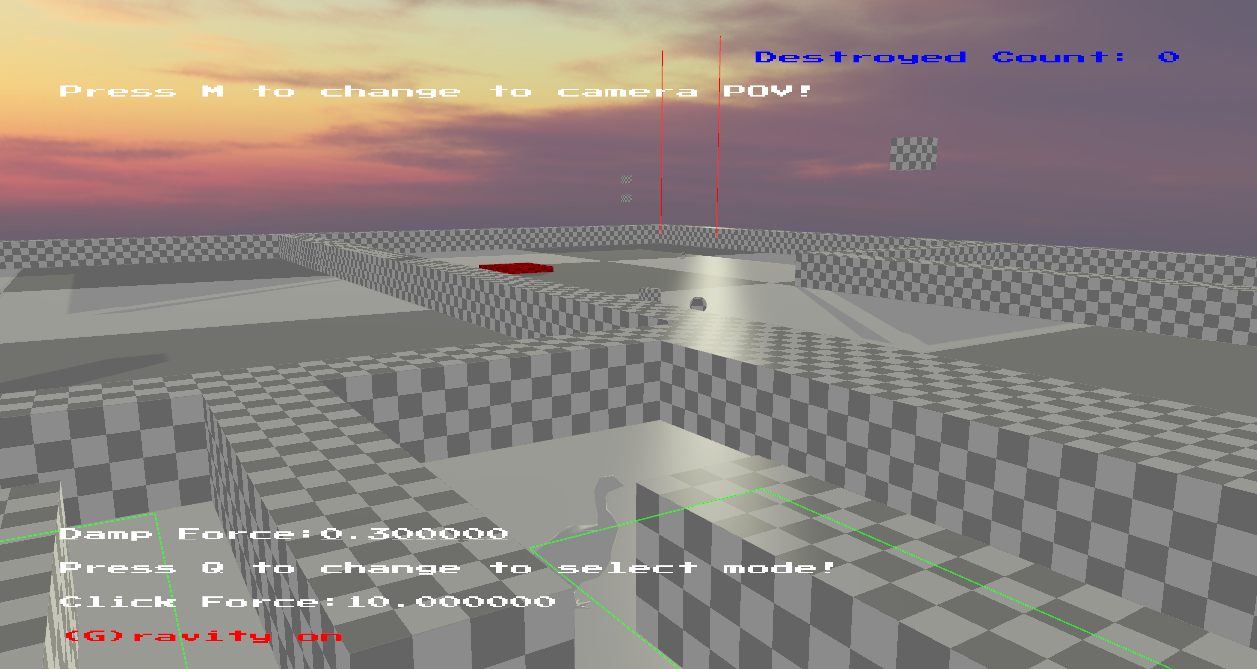 Destroyed Count: 0
Press M to change to camera POV!
Damp Force:0.300000
Press Q to change to select mode!
Click Force:10.000000
(G)ravity on